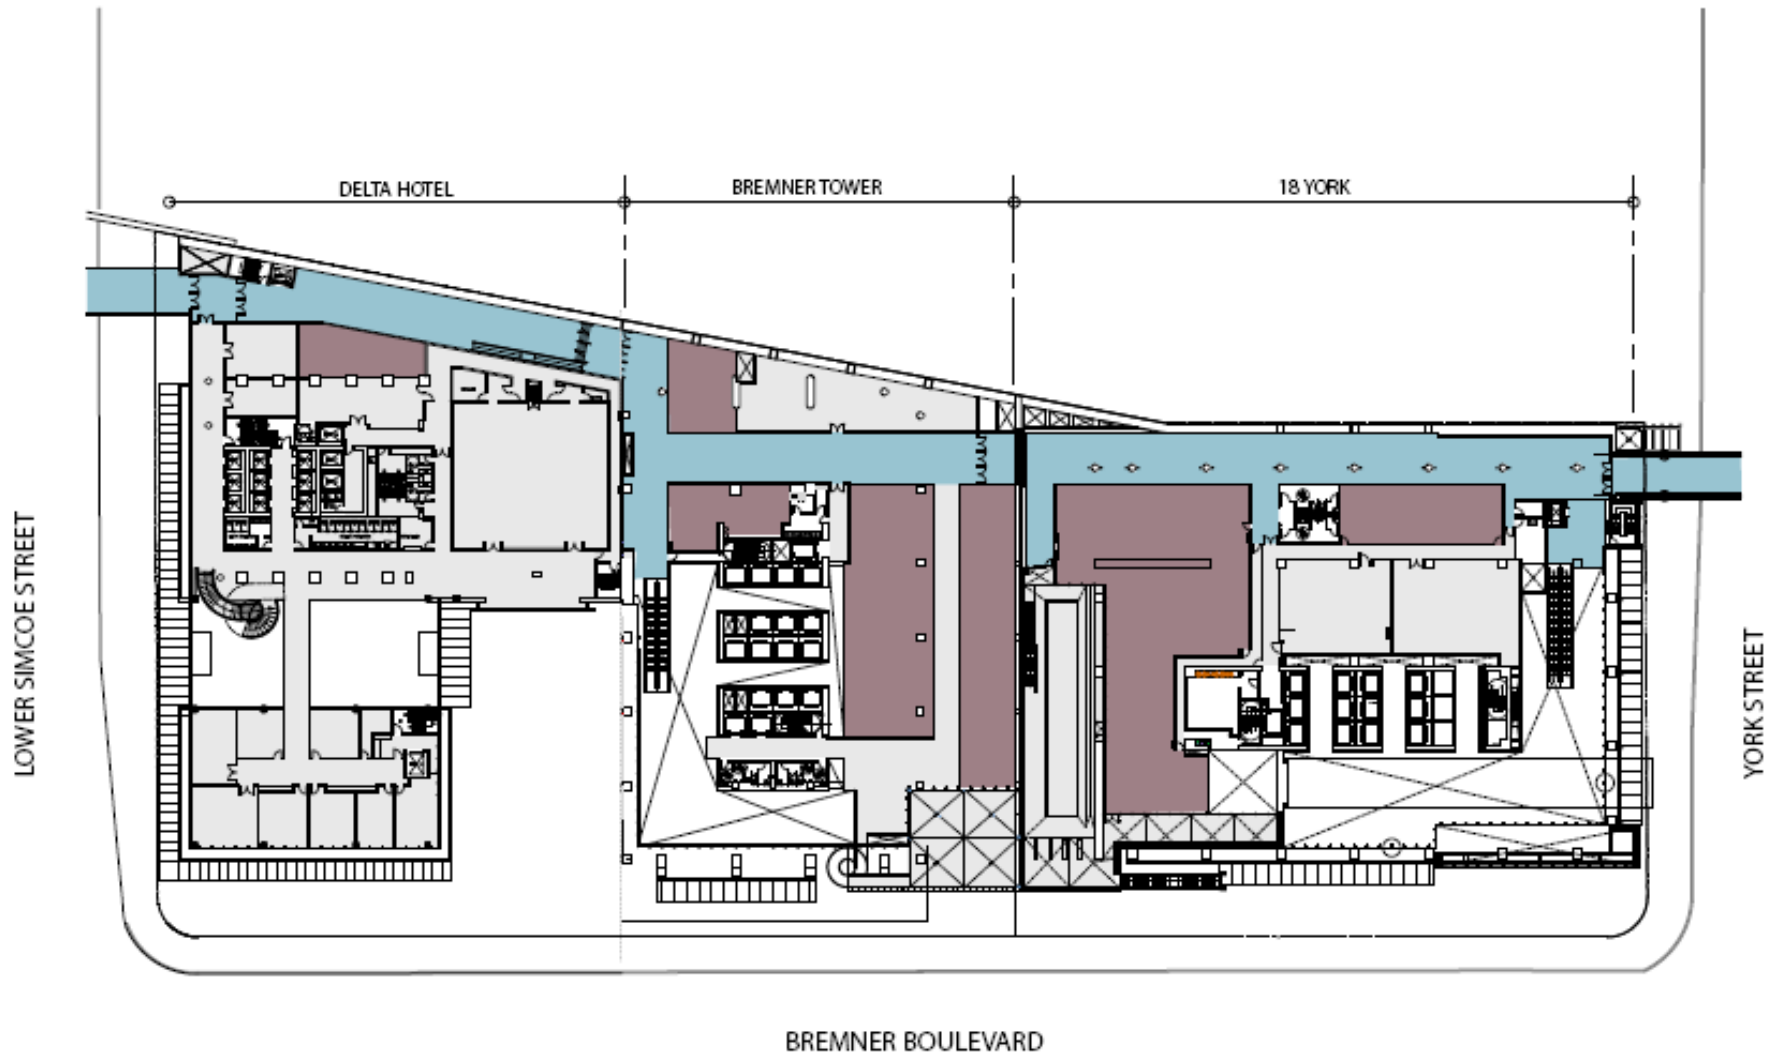 DELTA HOTEL
BREMNER TOWER
18 YORK
LOWER SIMCOE STREET
YORK STREET
BREMNER BOULEVARD